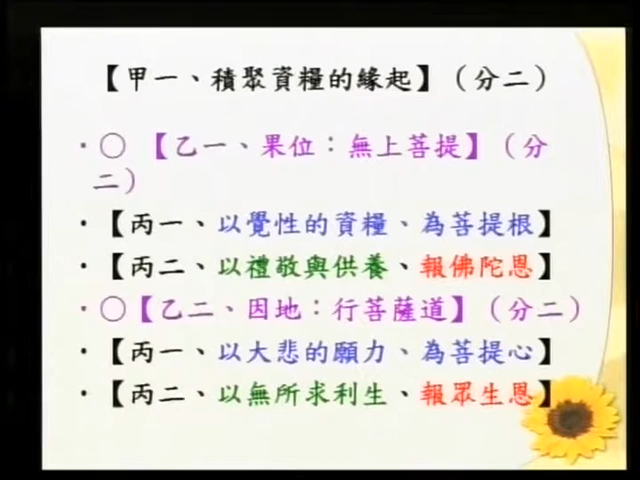 【甲一、積聚資糧的緣起】（分二）
• ○ 【乙一、果位：無上菩提】（分
二）
• 【丙一、以覺性的資糧、為菩提根】
• 【丙二、以禮敬與供養、報佛陀恩】
• ○【乙二、因地：行菩薩道】（分二）
• 【丙一、以大悲的願力、為菩提心】
• 【丙二、以無所求利生、報眾生恩】